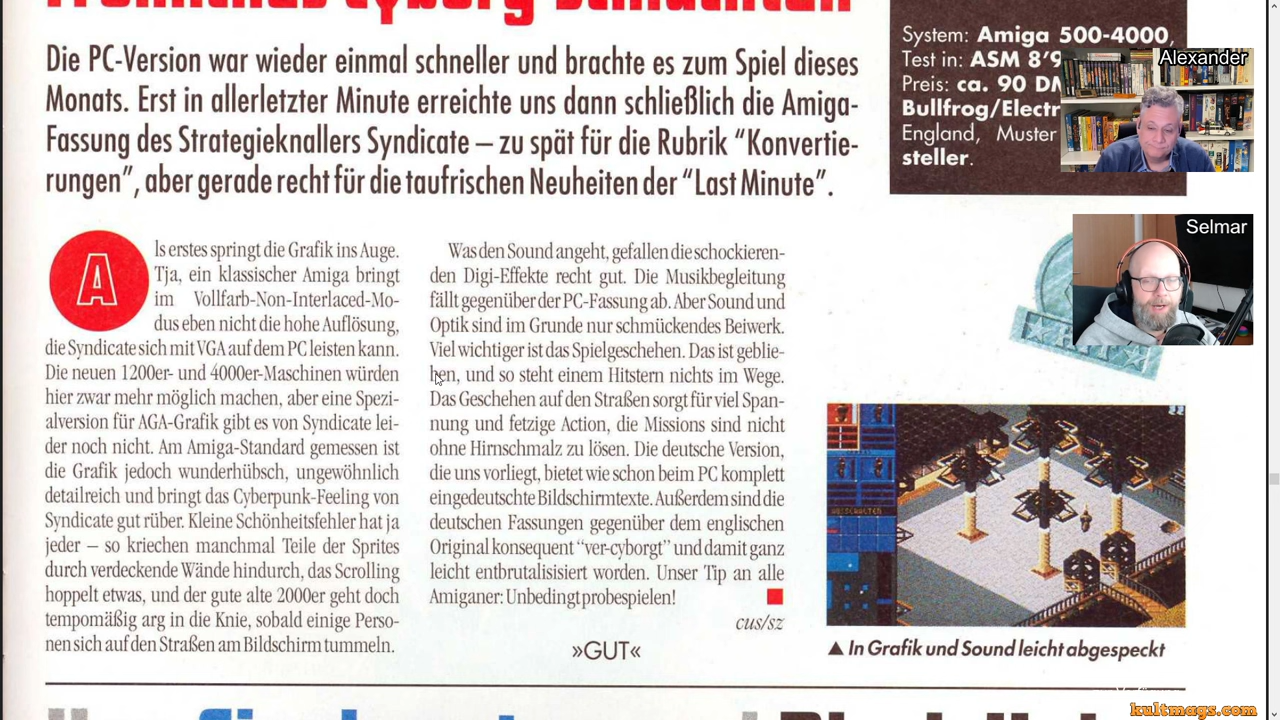 Die PC-Version war wieder einmal schneller und brachte es zum Spiel dieses
Monats. Erst in allerletzter Minute erreichte uns dann schließlich die Amiga-
Fassung des Strategieknallers Syndicate – zu spät für die Rubrik “Konvertie-
rungen”, aber gerade recht für die taufrischen Neuheiten der “Last Minute”.
System: Amiga 500-4000,
Test in: ASM 8'9
Preis: ca. 90 DM
Bullfrog/Electr
England, Muster
steller.
Alexander
Selmar
A
ls erstes springt die Grafik ins Auge.
Tja, ein klassischer Amiga bringt
im Vollfarb-Non-Interlaced-Mo-
dus eben nicht die hohe Auflösung,
die Syndicate sich mit VGA auf dem PC leisten kann.
Die neuen 1200er- und 4000er-Maschinen würden
hier zwar mehr möglich machen, aber eine Spezi-
alversion für AGA-Grafik gibt es von Syndicate lei-
der noch nicht. Am Amiga-Standard gemessen ist
die Grafik jedoch wunderhübsch, ungewöhnlich
detailreich und bringt das Cyberpunk-Feeling von
Syndicate gut rüber. Kleine Schönheitsfehler hat ja
jeder – so kriechen manchmal Teile der Sprites
durch verdeckende Wände hindurch, das Scrolling
hoppelt etwas, und der gute alte 2000er geht doch
tempomäßig arg in die Knie, sobald einige Perso-
nen sich auf den Straßen am Bildschirm tummeln.
Was den Sound angeht, gefallen die schockieren-
den Digi-Effekte recht gut. Die Musikbegleitung
fällt gegenüber der PC-Fassung ab. Aber Sound und
Optik sind im Grunde nur schmückendes Beiwerk.
Viel wichtiger ist das Spielgeschehen. Das ist geblie-
ben, und so steht einem Hitstern nichts im Wege.
Das Geschehen auf den Straßen sorgt für viel Span-
nung und fetzige Action, die Missions sind nicht
ohne Hirnschmalz zu lösen. Die deutsche Version,
die uns vorliegt, bietet wie schon beim PC komplett
eingedeutschte Bildschirmtexte. Außerdem sind die
deutschen Fassungen gegenüber dem englischen
Original konsequent “ver-cyborgt” und damit ganz
leicht entbrutalisisiert worden. Unser Tip an alle
Amiganer: Unbedingt probespielen!
cus/sz
»GUT«
▲ In Grafik und Sound leicht abgespeckt
kultmags.com